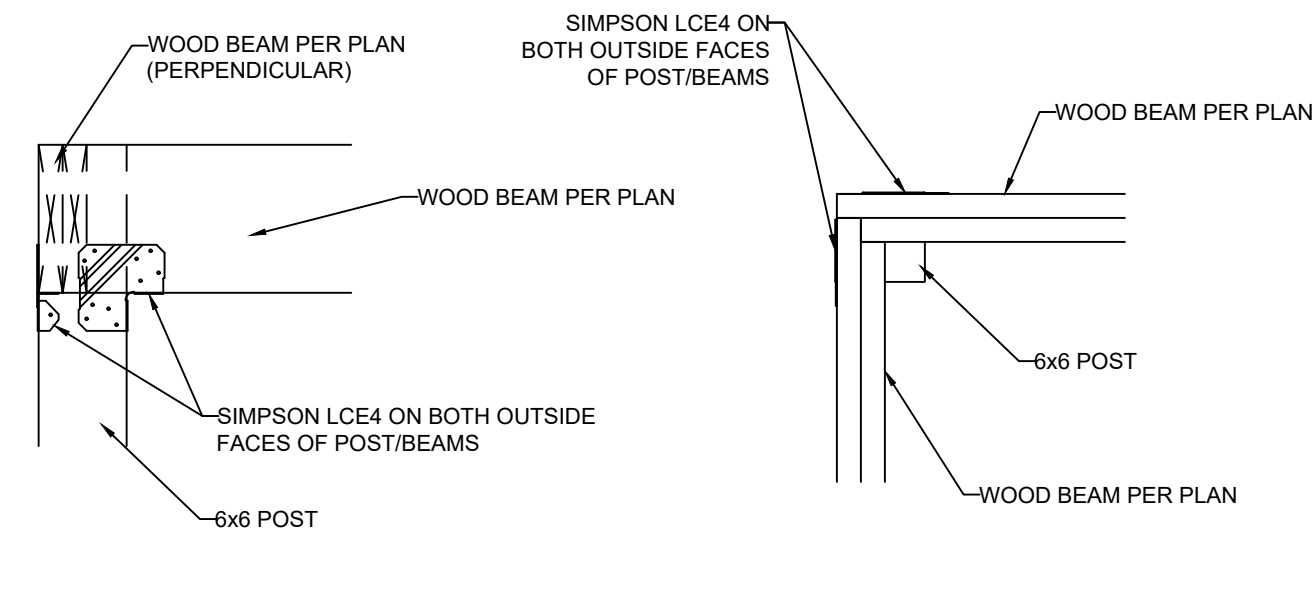 WOOD BEAM PER PLAN
(PERPENDICULAR)
WOOD BEAM PER PLAN
SIMPSON LCE4 ON BOTH OUTSIDE
FACES OF POST/BEAMS
6x6 POST
SIMPSON LCE4 ON
BOTH OUTSIDE FACES
OF POST/BEAMS
WOOD BEAM PER PLAN
6x6 POST
WOOD BEAM PER PLAN